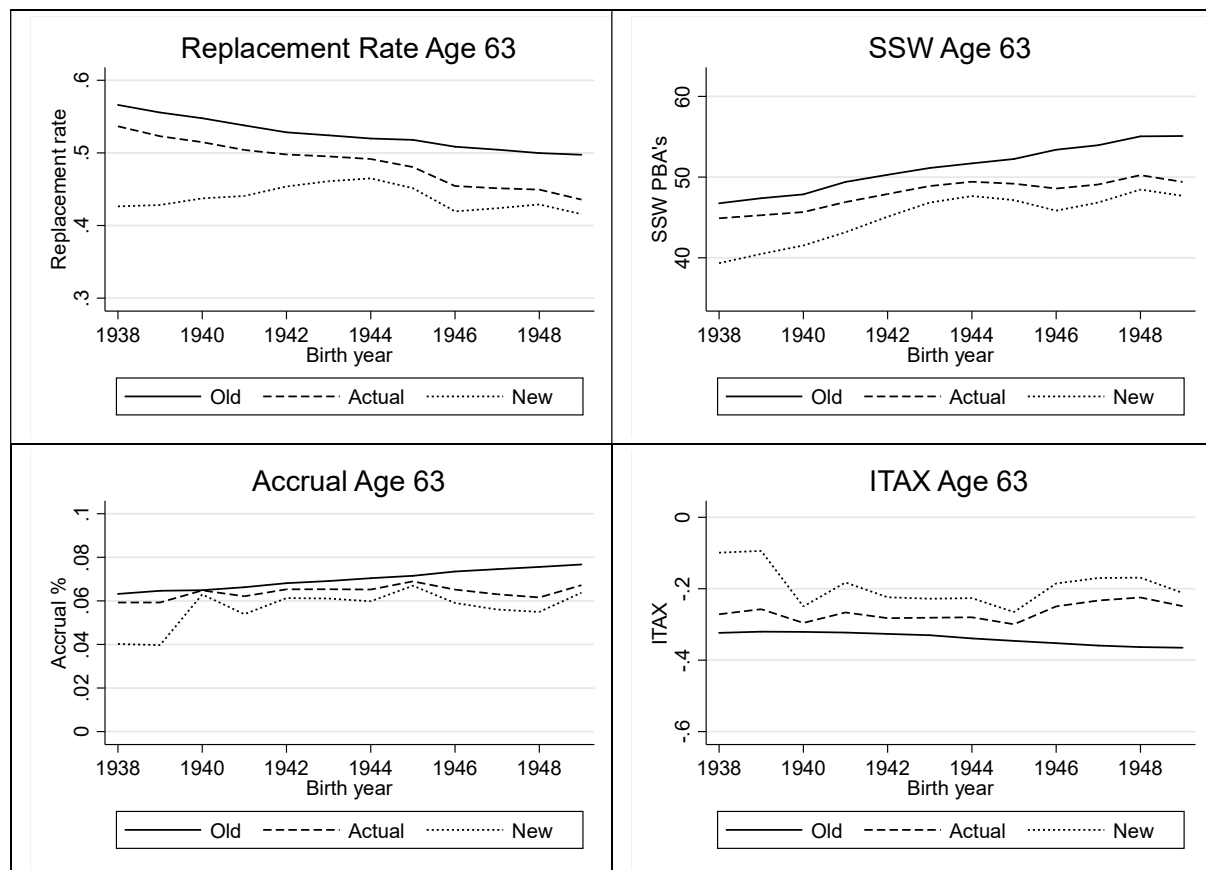 Replacement Rate Age 63
Replacement rate
.6
.5
.4
.3
1938 1940 1942 1944 1946 1948
Birth year
Old Actual New
SSW Age 63
SSW PBA's
60
50
40
1938 1940 1942 1944 1946 1948
Birth year
Old Actual New
Accrual Age 63
Accrual %
.1
.08
.06
.04
.02
0
1938 1940 1942 1944 1946 1948
Birth year
Old Actual New
ITAX Age 63
ITAX
0
-.2
-.4
-.6
1938 1940 1942 1944 1946 1948
Birth year
Old Actual New